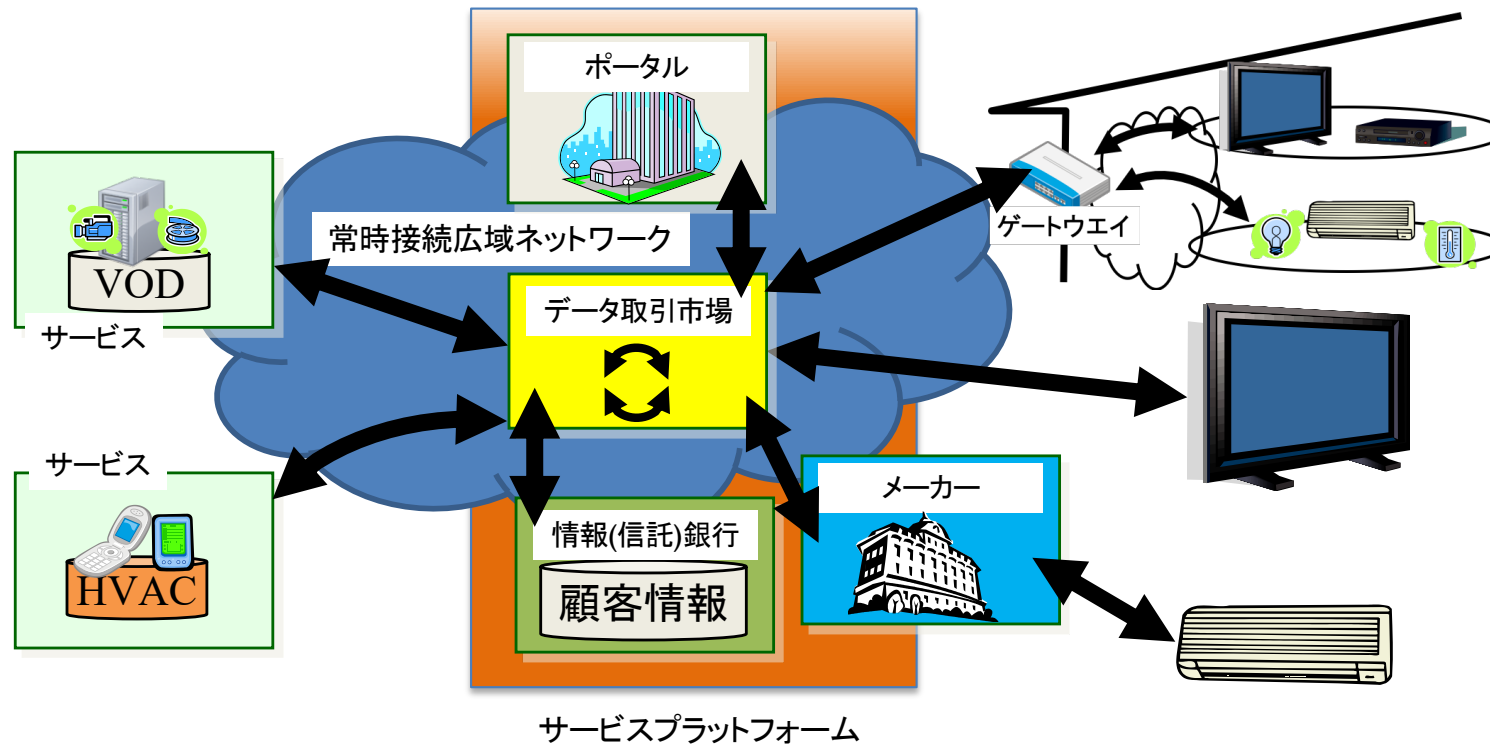 ポータル
常時接続広域ネットワーク
VOD
サービス
データ取引市場
ゲートウエイ
サービス
HVAC
情報(信託)銀行
顧客情報
メーカー
サービスプラットフォーム